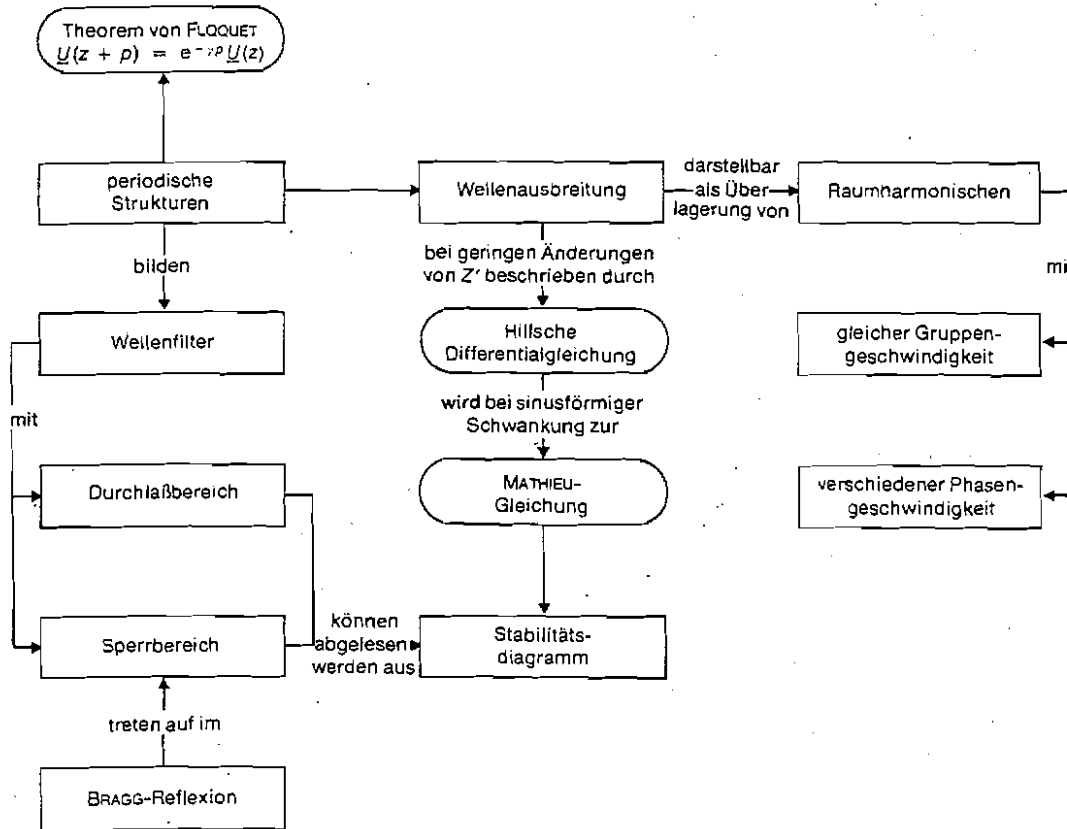 Theorem von FLOQUET
U(z + p) = e⁻ᵞᵖ U(z)
periodische
Strukturen
Wellenausbreitung
darstellbar
als Über
lagerung von
Raumharmonischen
bilden
bei geringen Änderungen
von Z′ beschrieben durch
mi
Wellenfilter
Hillsche
Differentialgleichung
gleicher Gruppen-
geschwindigkeit
mit
wird bei sinusförmiger
Schwankung zur
Durchlaßbereich
MATHIEU-
Gleichung
verschiedener Phasen-
geschwindigkeit
Sperrbereich
können
abgelesen
werden aus
Stabilitäts-
diagramm
treten auf im
BRAGG-Reflexion